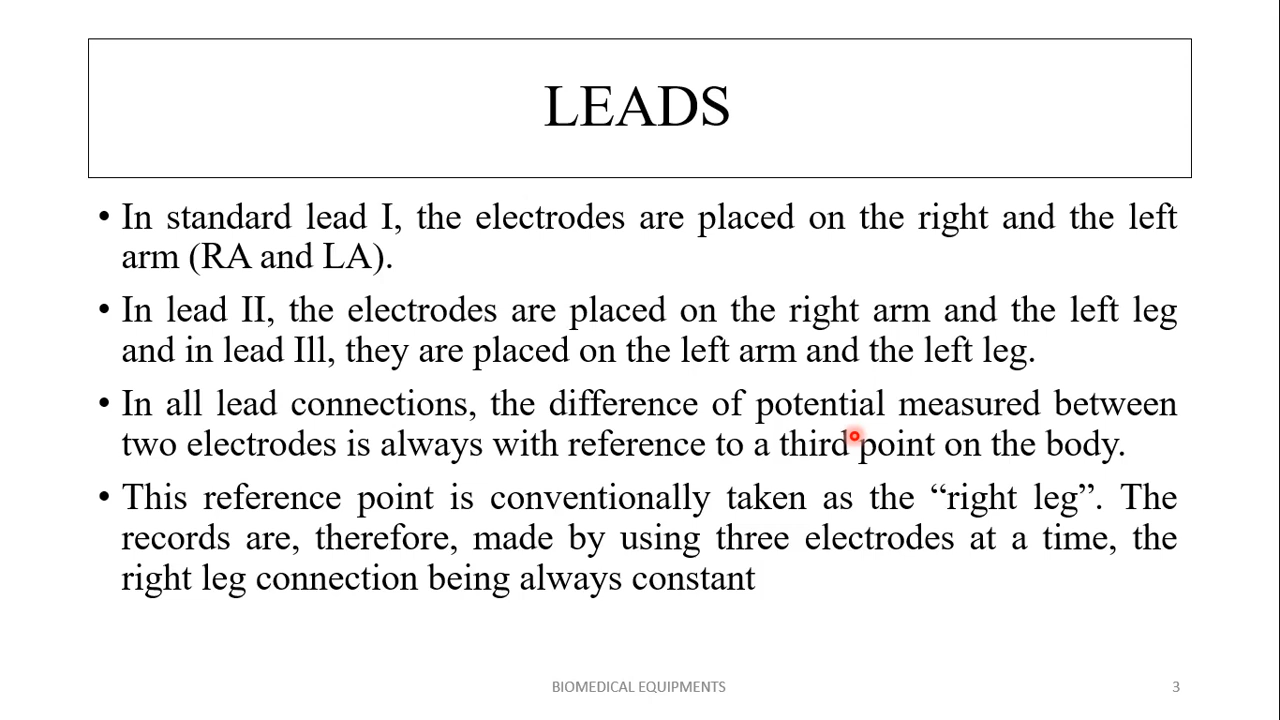 LEADS
• In standard lead I, the electrodes are placed on the right and the left
arm (RA and LA).
• In lead II, the electrodes are placed on the right arm and the left leg
and in lead Ill, they are placed on the left arm and the left leg.
• In all lead connections, the difference of potential measured between
two electrodes is always with reference to a third point on the body.
• This reference point is conventionally taken as the “right leg”. The
records are, therefore, made by using three electrodes at a time, the
right leg connection being always constant
BIOMEDICAL EQUIPMENTS
3